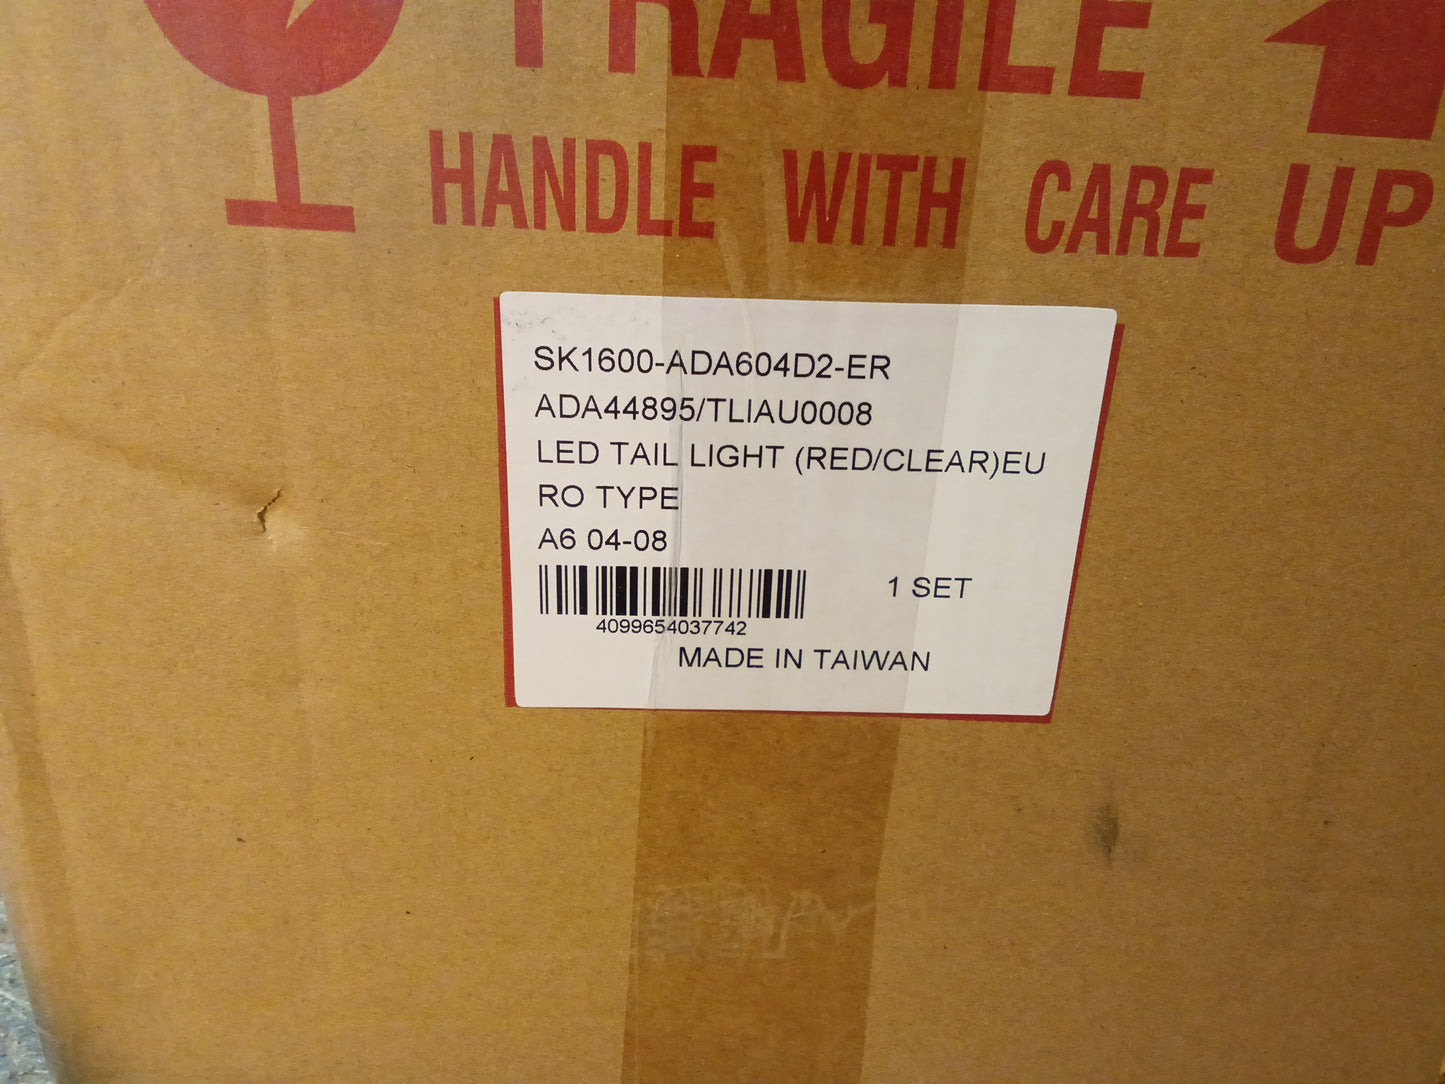 FRAGILE
HANDLE WITH CARE UP
SK1600-ADA604D2-ER
ADA44895/TLIAU0008
LED TAIL LIGHT (RED/CLEAR)EU
RO TYPE
A6 04-08
1 SET
4099654037742
MADE IN TAIWAN